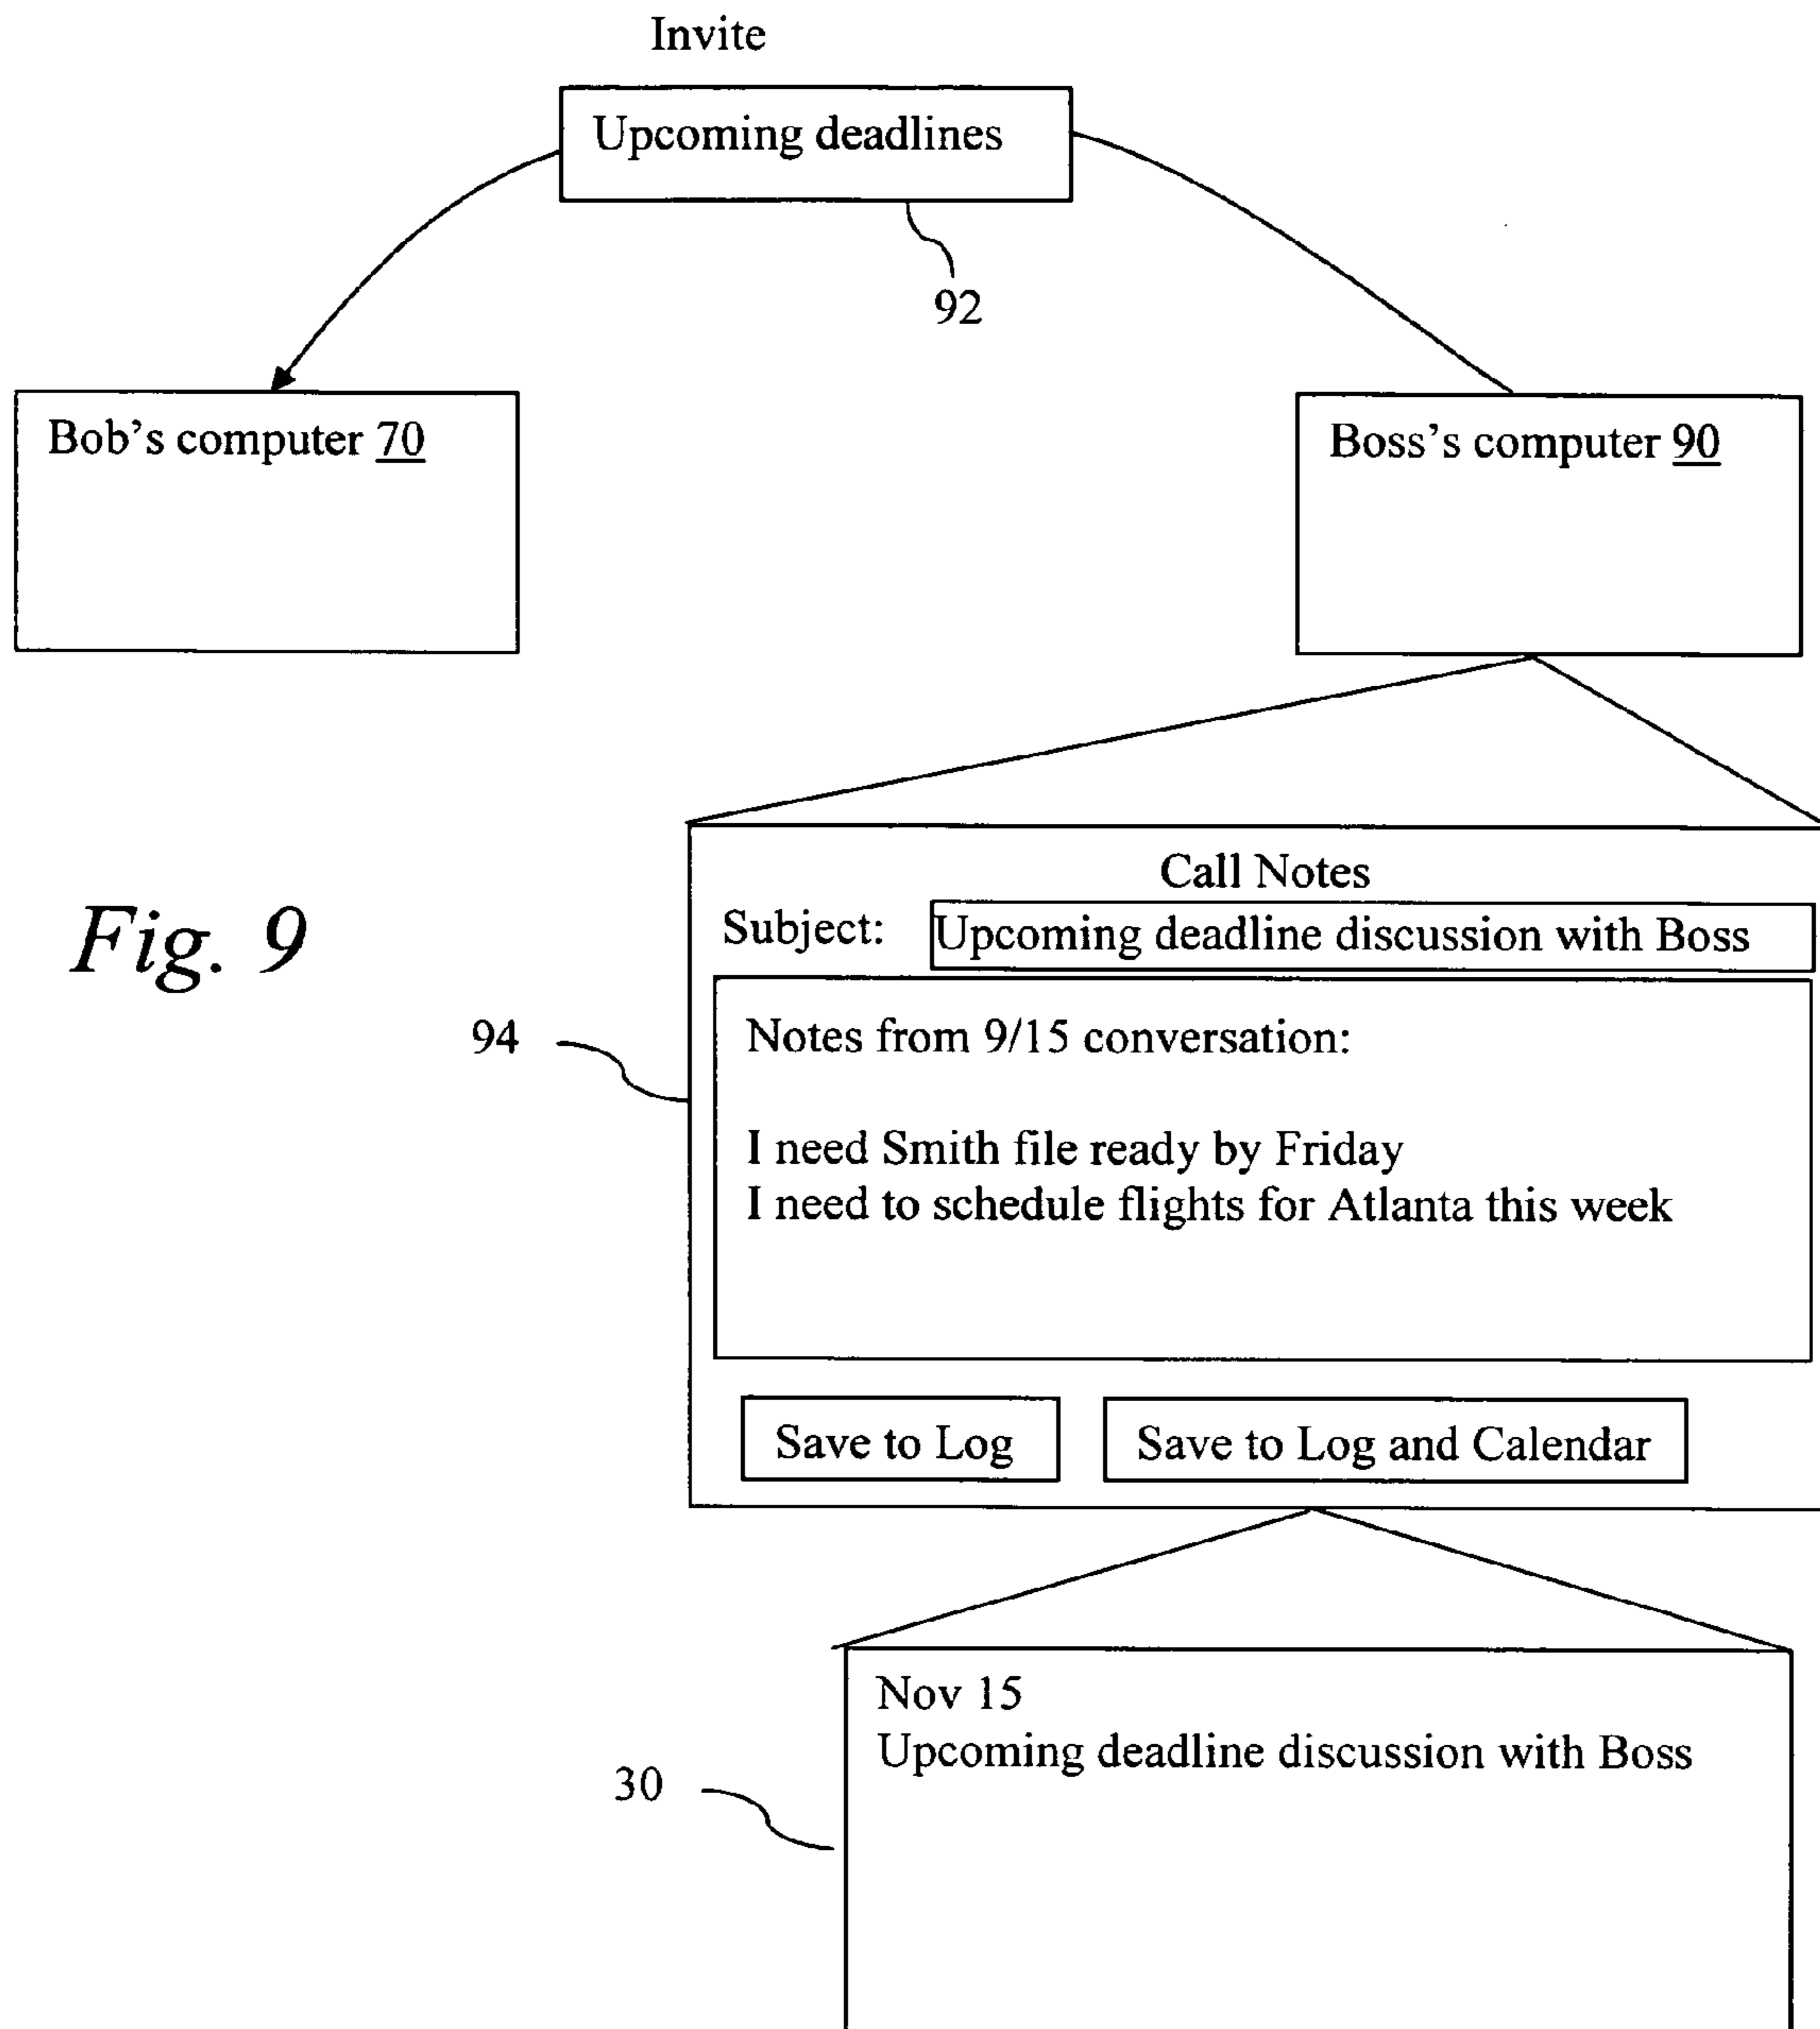 Invite
Upcoming deadlines
92
Bob’s computer 70
Boss’s computer 90
Fig. 9
Call Notes
Subject: Upcoming deadline discussion with Boss
94
Notes from 9/15 conversation:
I need Smith file ready by Friday
I need to schedule flights for Atlanta this week
Save to Log
Save to Log and Calendar
30
Nov 15
Upcoming deadline discussion with Boss